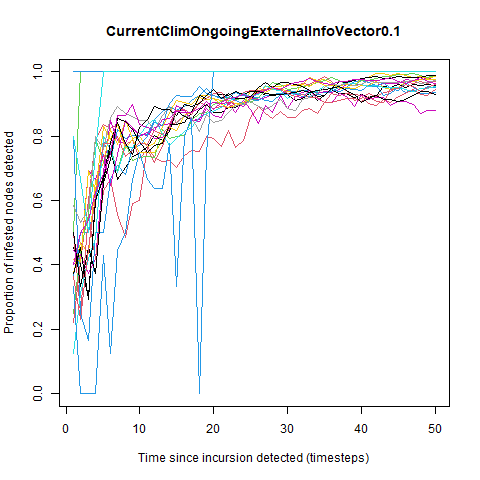 CurrentClimOngoingExternalInfoVector0.1
Proportion of infested nodes detected
1.0
0.8
0.6
0.4
0.2
0.0
0 10 20 30 40 50
Time since incursion detected (timesteps)